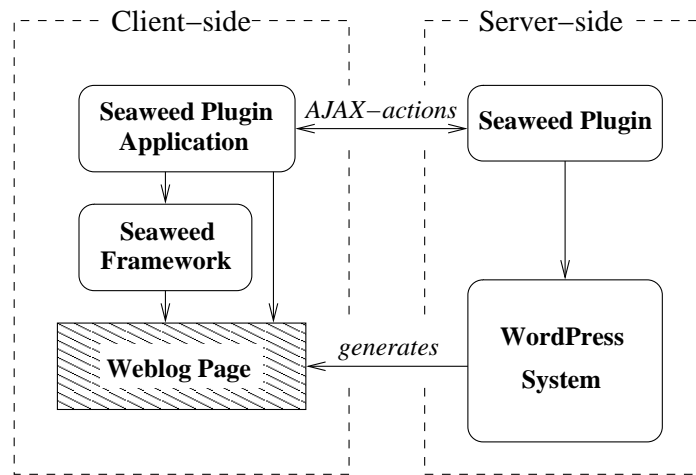 Client–side
Server–side
Seaweed Plugin
Application
AJAX–actions
Seaweed Plugin
Seaweed
Framework
Weblog Page
generates
WordPress
System